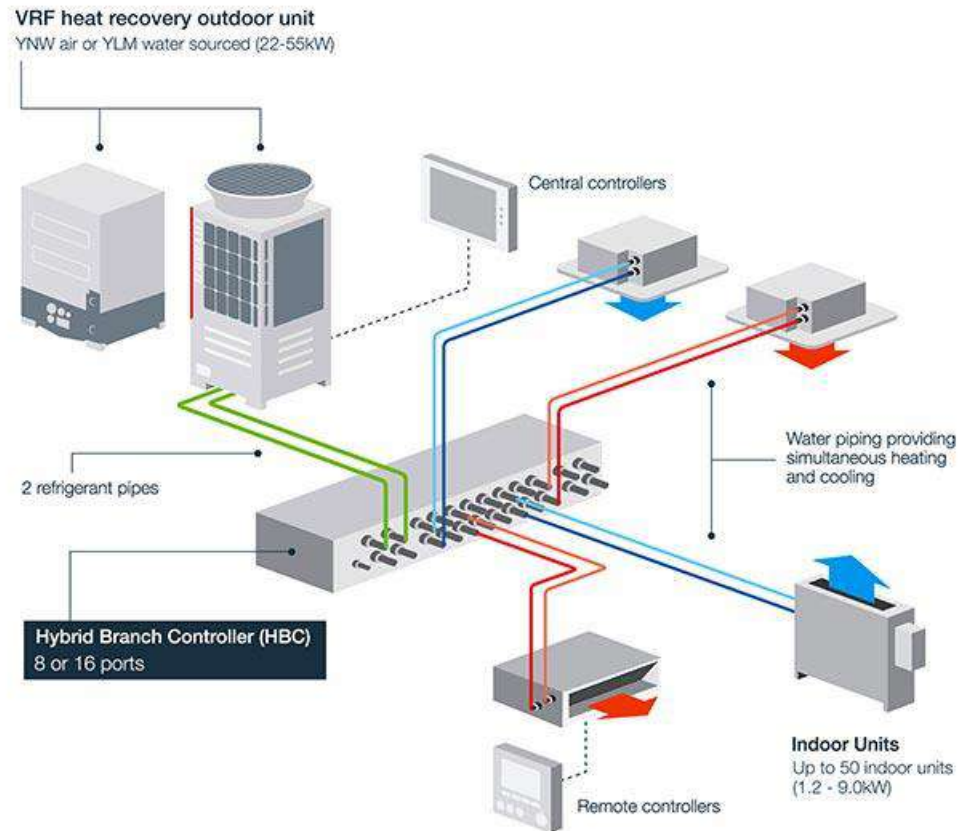 VRF heat recovery outdoor unit
YNW air or YLM water sourced (22-55kW)
Central controllers
2 refrigerant pipes
Water piping providing
simultaneous heating
and cooling
Hybrid Branch Controller (HBC)
8 or 16 ports
Indoor Units
Up to 50 indoor units
(1.2 - 9.0kW)
Remote controllers